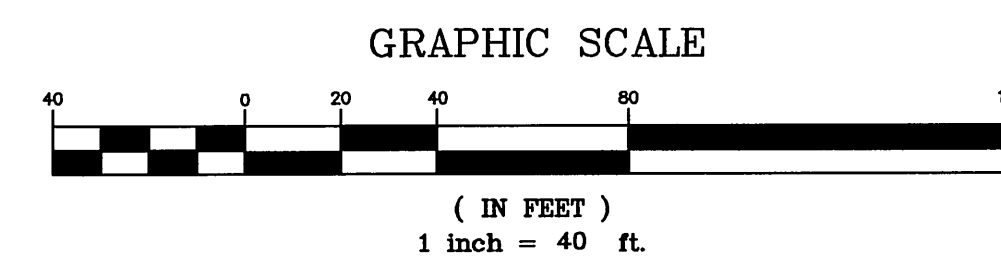 GRAPHIC SCALE
40 0 20 40 80
( IN FEET )
1 inch = 40 ft.